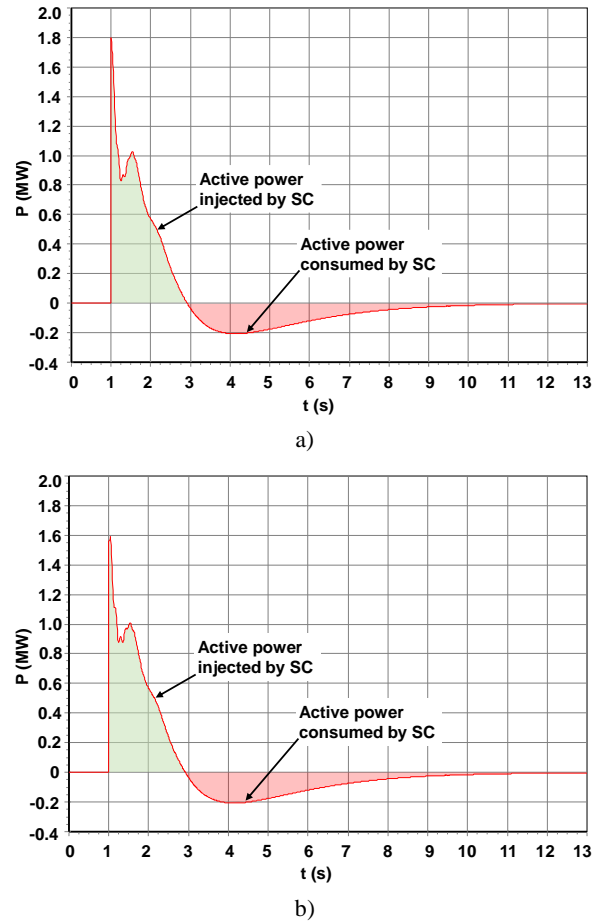 2.0
1.8
1.6
1.4
1.2
1.0
0.8
0.6
0.4
0.2
0
-0.2
-0.4
P (MW)
Active power
injected by SC
Active power
consumed by SC
0 1 2 3 4 5 6 7 8 9 10 11 12 13
t (s)
a)
2.0
1.8
1.6
1.4
1.2
1.0
0.8
0.6
0.4
0.2
0
-0.2
-0.4
P (MW)
Active power
injected by SC
Active power
consumed by SC
0 1 2 3 4 5 6 7 8 9 10 11 12 13
t (s)
b)